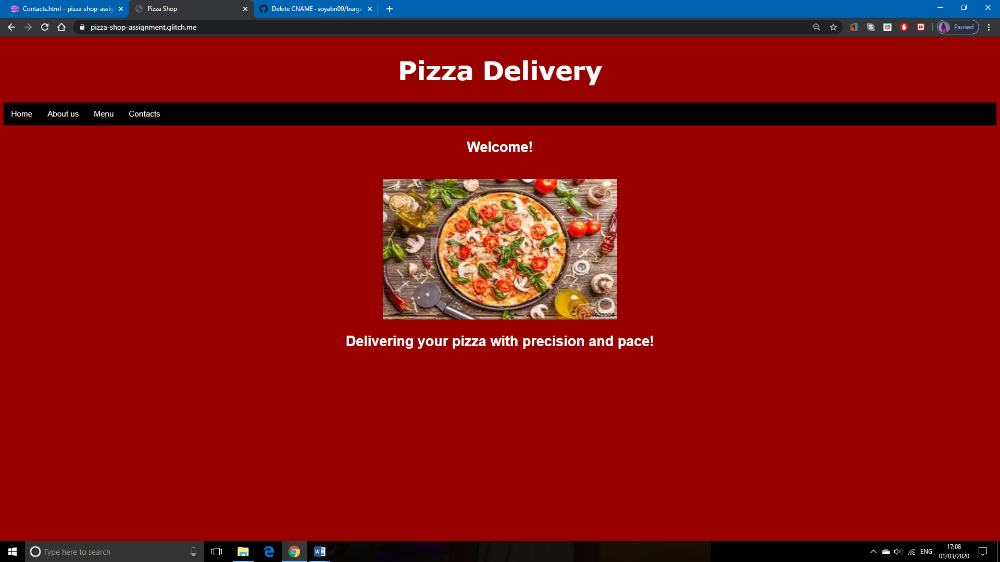 Contacts.html – pizza-shop-assig
Pizza Shop
Delete CNAME · soyabn09/burge
pizza-shop-assignment.glitch.me
Paused
Pizza Delivery
Home About us Menu Contacts
Welcome!
Delivering your pizza with precision and pace!
Type here to search
ENG
17:08
01/03/2020